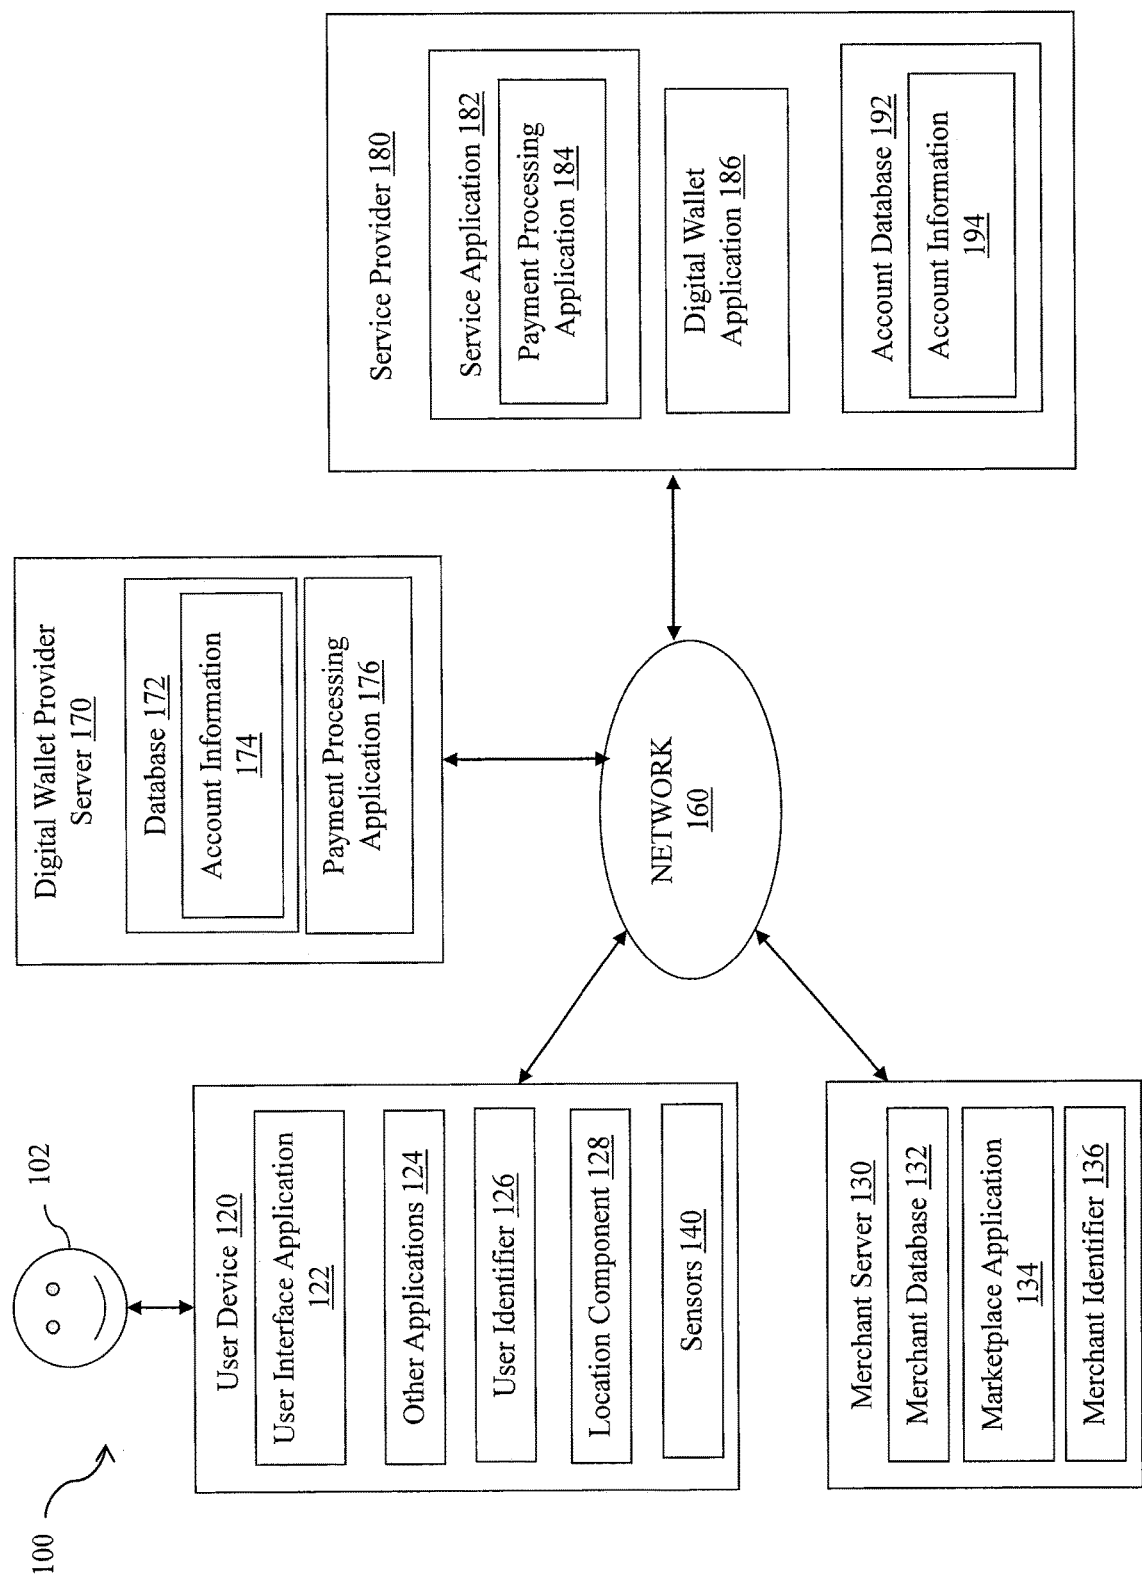 100
102
User Device 120
User Interface Application
122
Other Applications 124
User Identifier 126
Location Component 128
Sensors 140
Merchant Server 130
Merchant Database 132
Marketplace Application
134
Merchant Identifier 136
Digital Wallet Provider
Server 170
Database 172
Account Information
174
Payment Processing
Application 176
NETWORK
160
Service Provider 180
Service Application 182
Payment Processing
Application 184
Digital Wallet
Application 186
Account Database 192
Account Information
194